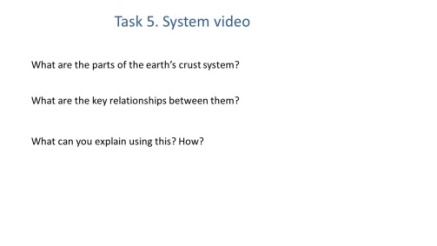 Task 5. System video
What are the parts of the earth's crust system?
What are the key relationships between them?
What can you explain using this? How?